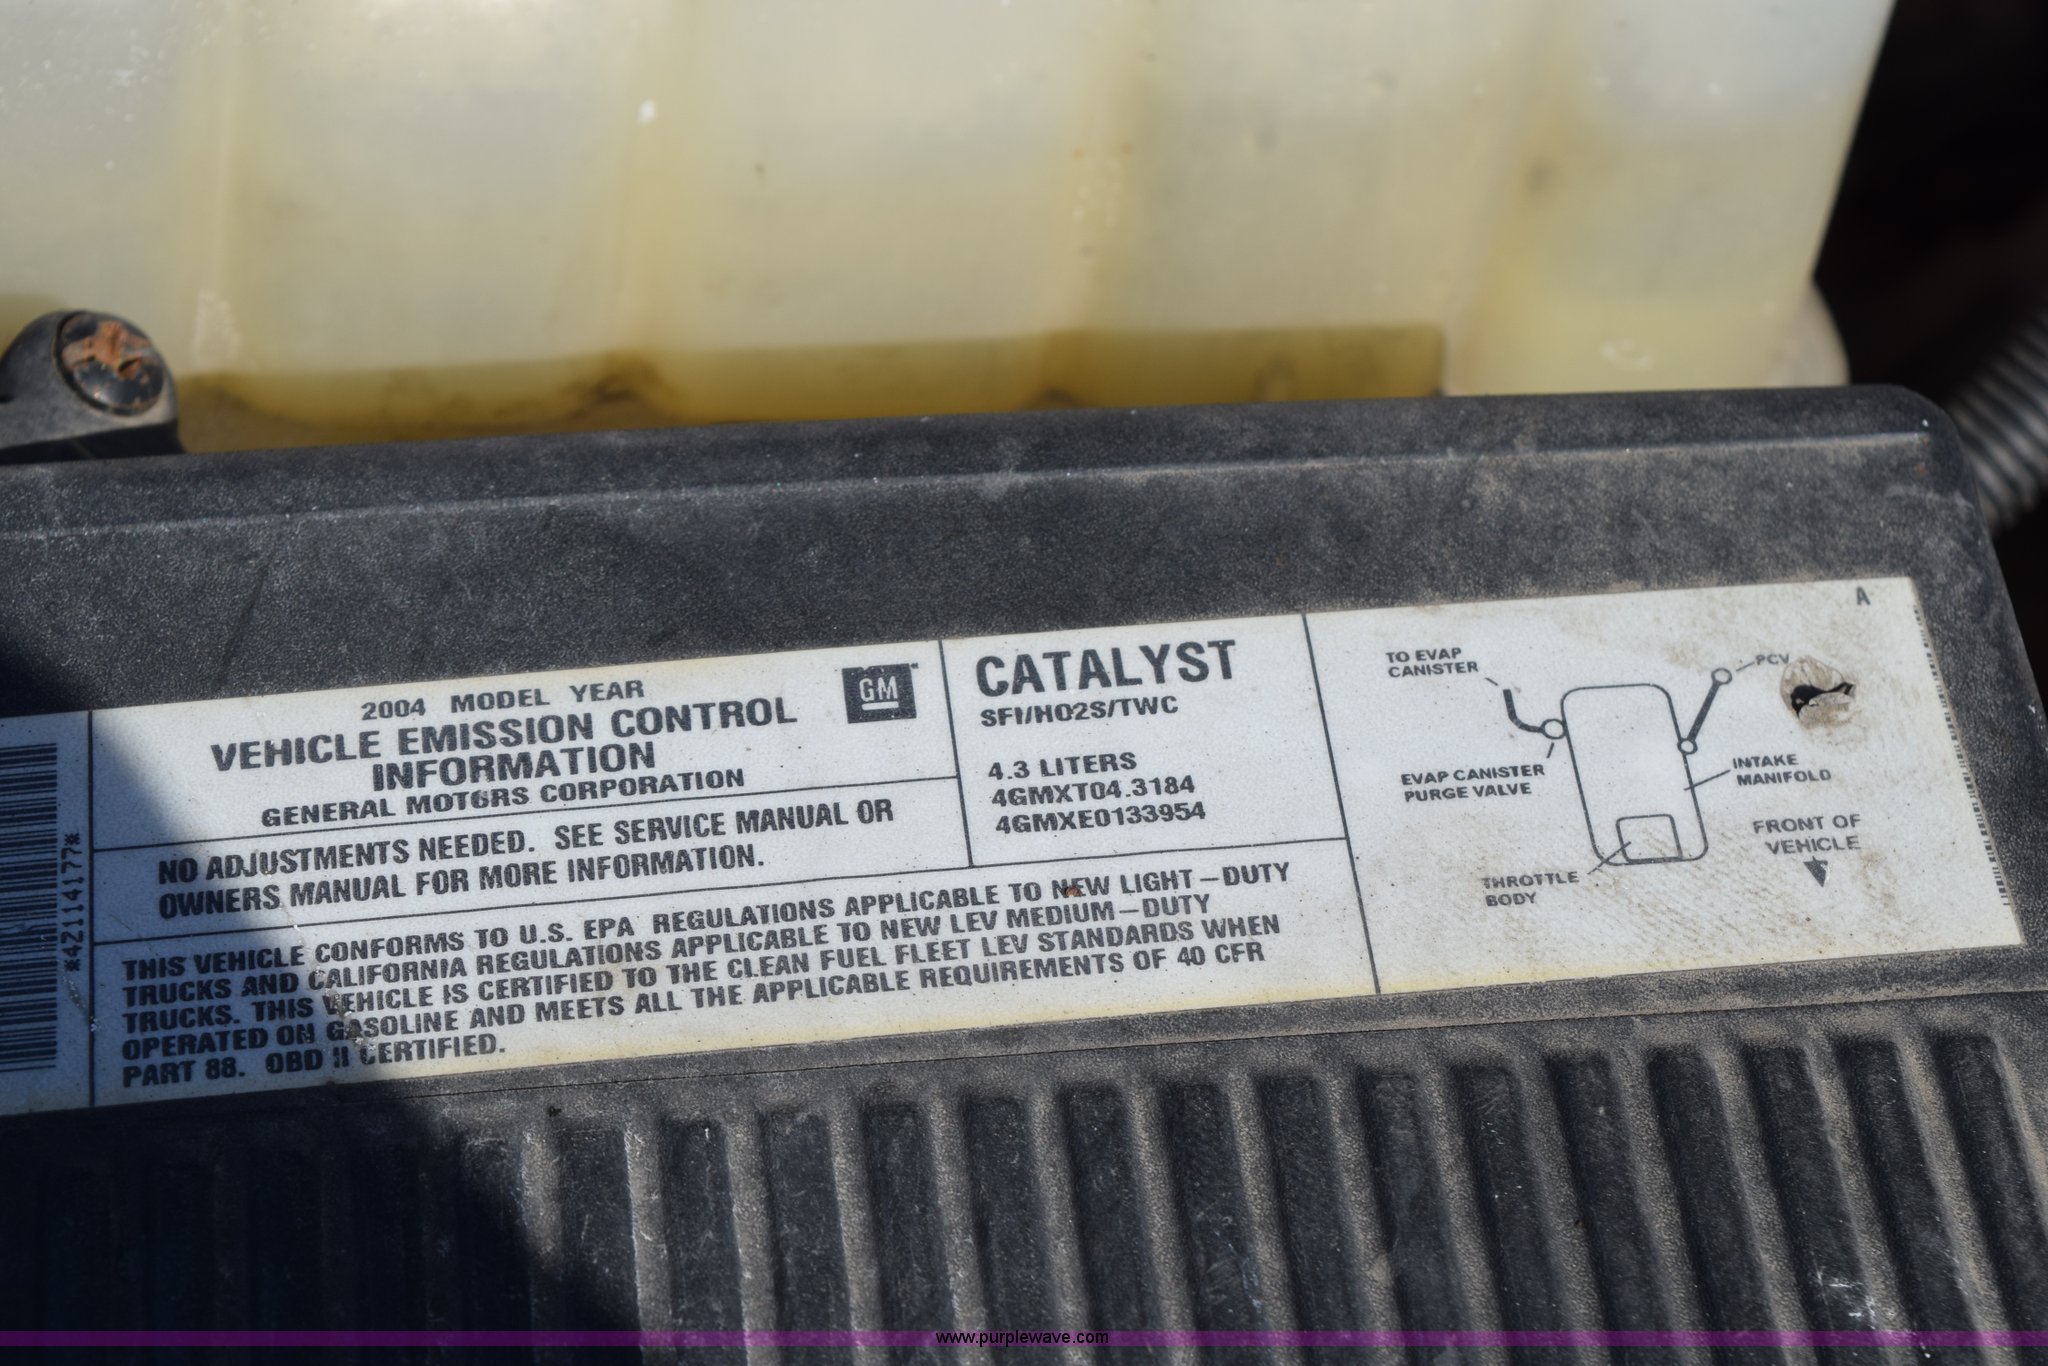 *4Z114177*
2004 MODEL YEAR
VEHICLE EMISSION CONTROL
INFORMATION
GENERAL MOTORS CORPORATION
GM
NO ADJUSTMENTS NEEDED. SEE SERVICE MANUAL OR
OWNERS MANUAL FOR MORE INFORMATION.
THIS VEHICLE CONFORMS TO U.S. EPA REGULATIONS APPLICABLE TO NEW LIGHT-DUTY
TRUCKS AND CALIFORNIA REGULATIONS APPLICABLE TO NEW LEV MEDIUM-DUTY
TRUCKS. THIS VEHICLE IS CERTIFIED TO THE CLEAN FUEL FLEET LEV STANDARDS WHEN
OPERATED ON GASOLINE AND MEETS ALL THE APPLICABLE REQUIREMENTS OF 40 CFR
PART 88. OBD II CERTIFIED.
CATALYST
SFI/HO2S/TWC
4.3 LITERS
4GMXT04.3184
4GMXE0133954
A
TO EVAP
CANISTER
PCV
EVAP CANISTER
PURGE VALVE
INTAKE
MANIFOLD
FRONT OF
VEHICLE
THROTTLE
BODY
www.purplewave.com